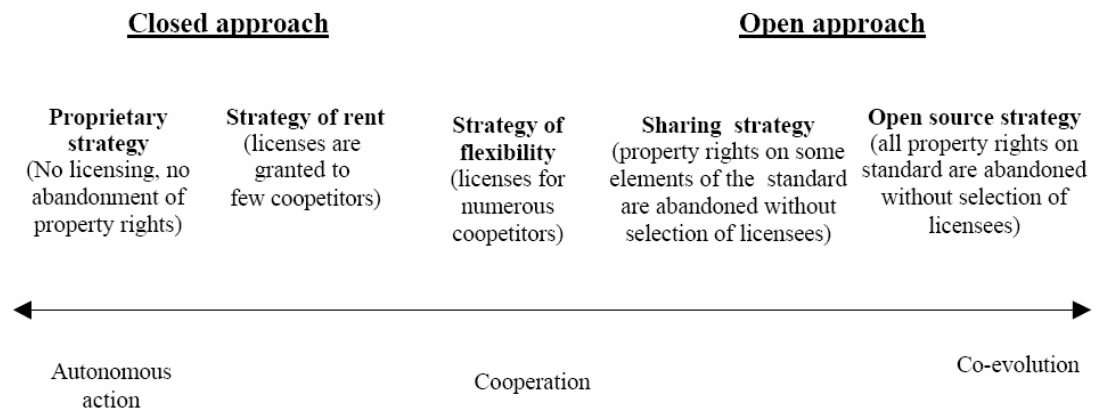 Closed approach
Open approach
Proprietary
strategy
(No licensing, no
abandonment of
property rights)
Strategy of rent
(licenses are
granted to
few coopetitors)
Strategy of
flexibility
(licenses for
numerous
coopetitors)
Sharing strategy
(property rights on some
elements of the standard
are abandoned without
selection of licensees)
Open source strategy
(all property rights on
standard are abandoned
without selection of
licensees)
Autonomous
action
Cooperation
Co-evolution